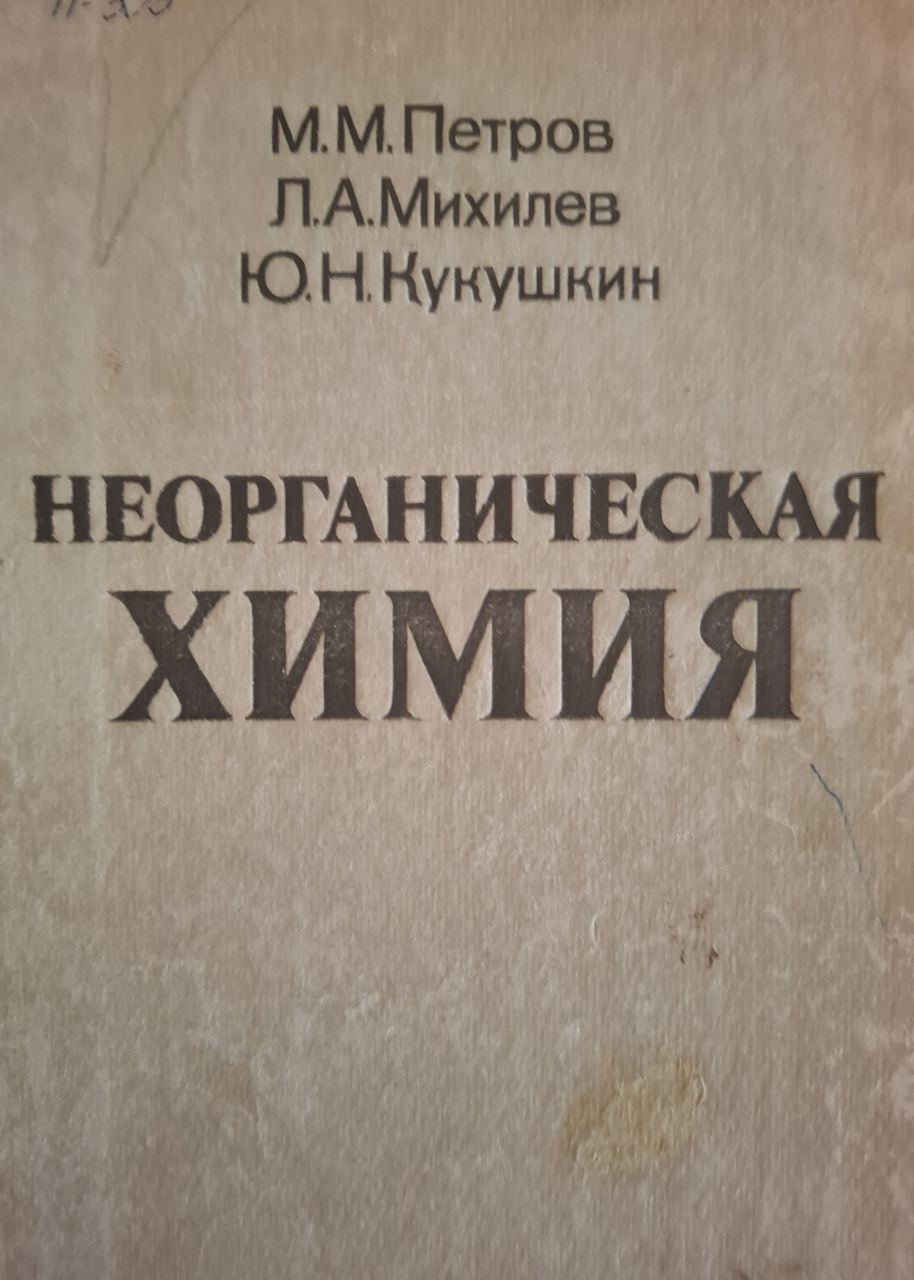 М.М.Петров
Л.А.Михилев
Ю.Н.Кукушкин
НЕОРГАНИЧЕСКАЯ
ХИМИЯ